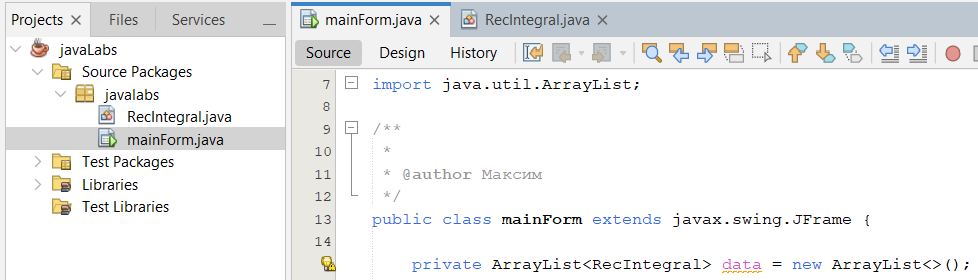 Projects
Files
Services
javaLabs
Source Packages
javalabs
RecIntegral.java
mainForm.java
Test Packages
Libraries
Test Libraries
mainForm.java
RecIntegral.java
Source
Design
History
7 import java.util.ArrayList;
8
9 /**
10 *
11 * @author Максим
12 */
13 public class mainForm extends javax.swing.JFrame {
14
private ArrayList<RecIntegral> data = new ArrayList<>();